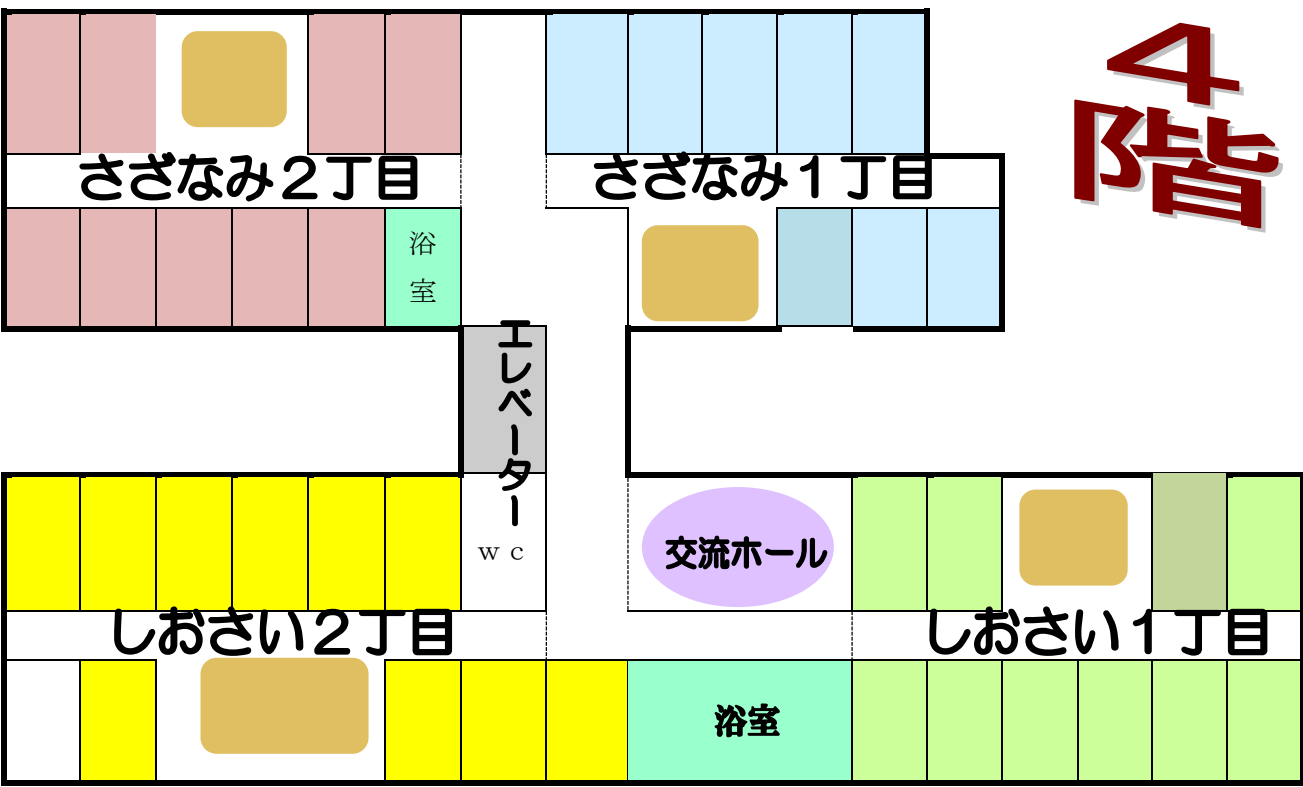 4階
さざなみ２丁目
さざなみ１丁目
浴室
エレベーター
ｗｃ
交流ホール
しおさい２丁目
しおさい１丁目
浴室